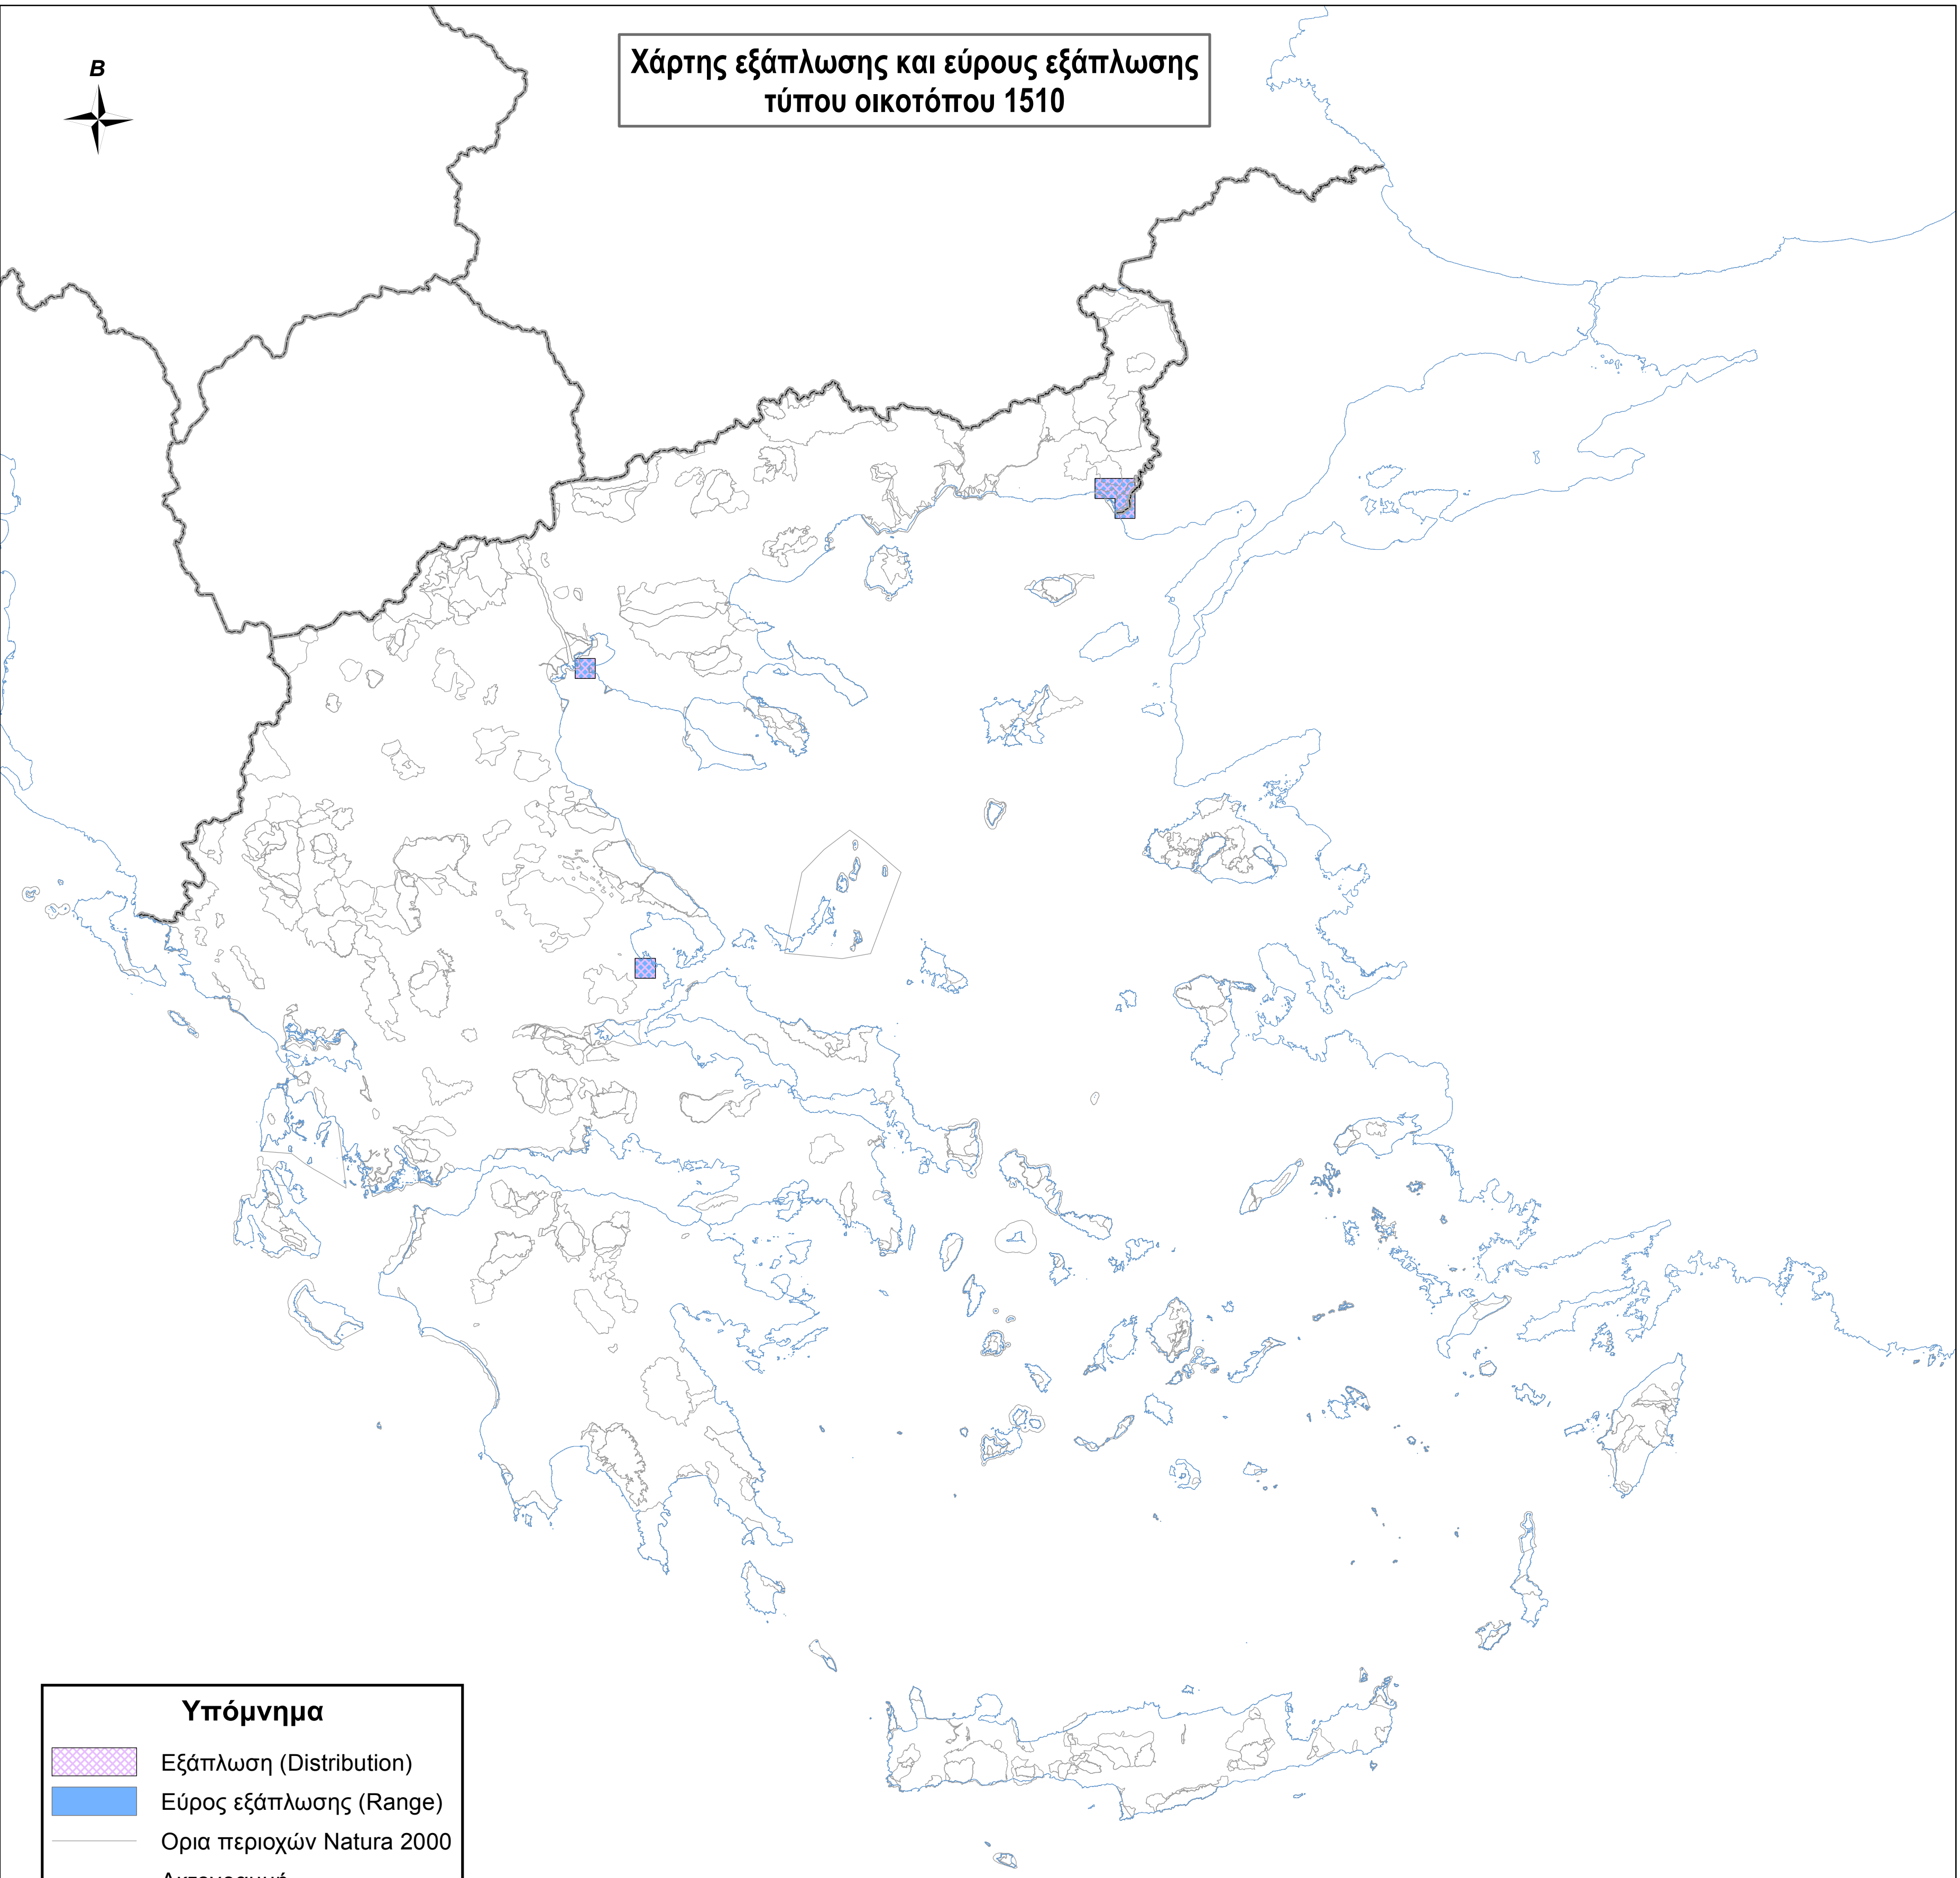 Χάρτης εξάπλωσης και εύρους εξάπλωσης
τύπου οικοτόπου 1510
Β
Υπόμνημα
Εξάπλωση (Distribution)
Εύρος εξάπλωσης (Range)
Ορια περιοχών Natura 2000